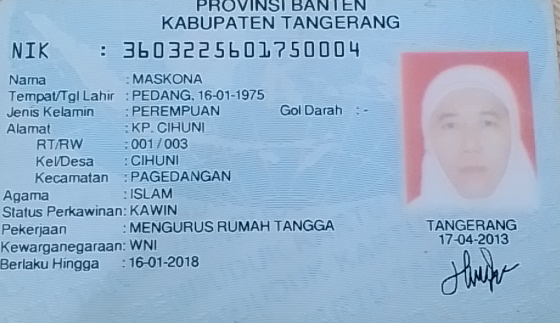 PROVINSI BANTEN
KABUPATEN TANGERANG
NIK : 3603225601750004
Nama : MASKONA
Tempat/Tgl Lahir : PEDANG, 16-01-1975
Jenis Kelamin : PEREMPUAN Gol Darah : -
Alamat : KP. CIHUNI
RT/RW : 001 / 003
Kel/Desa : CIHUNI
Kecamatan : PAGEDANGAN
Agama : ISLAM
Status Perkawinan: KAWIN
Pekerjaan : MENGURUS RUMAH TANGGA
Kewarganegaraan: WNI
Berlaku Hingga : 16-01-2018
TANGERANG
17-04-2013